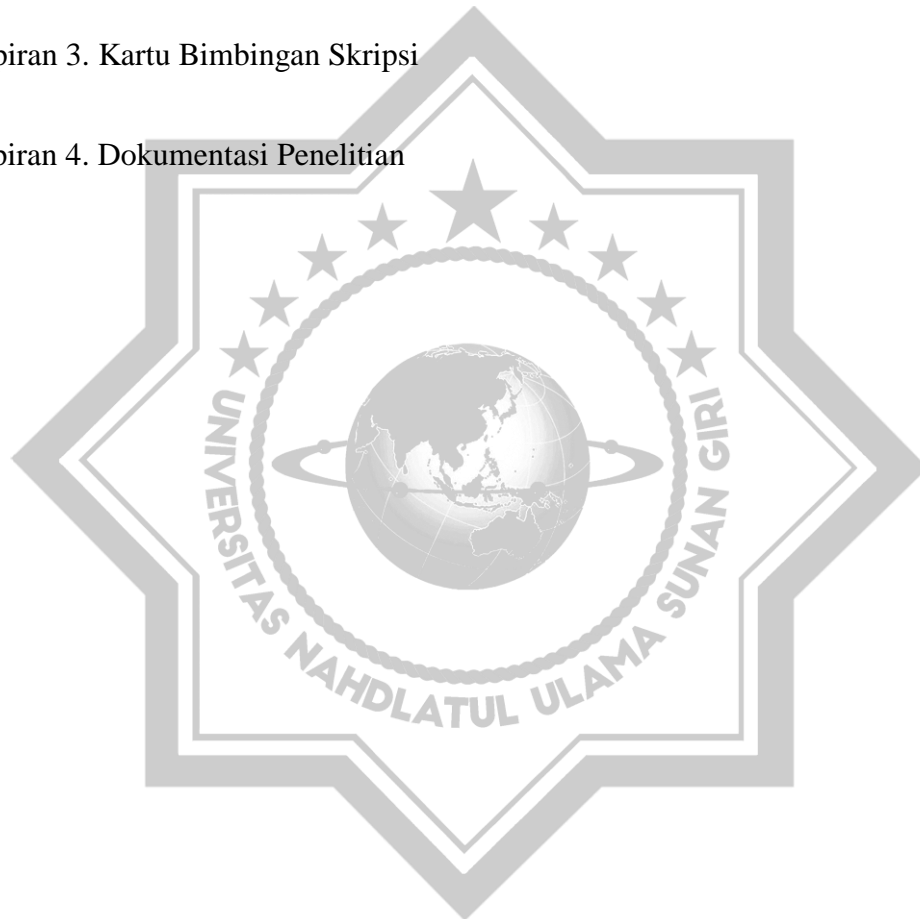 piran 3. Kartu Bimbingan Skripsi
piran 4. Dokumentasi Penelitian
UNIVERSITAS NAHDLATUL ULAMA SUNAN GIRI